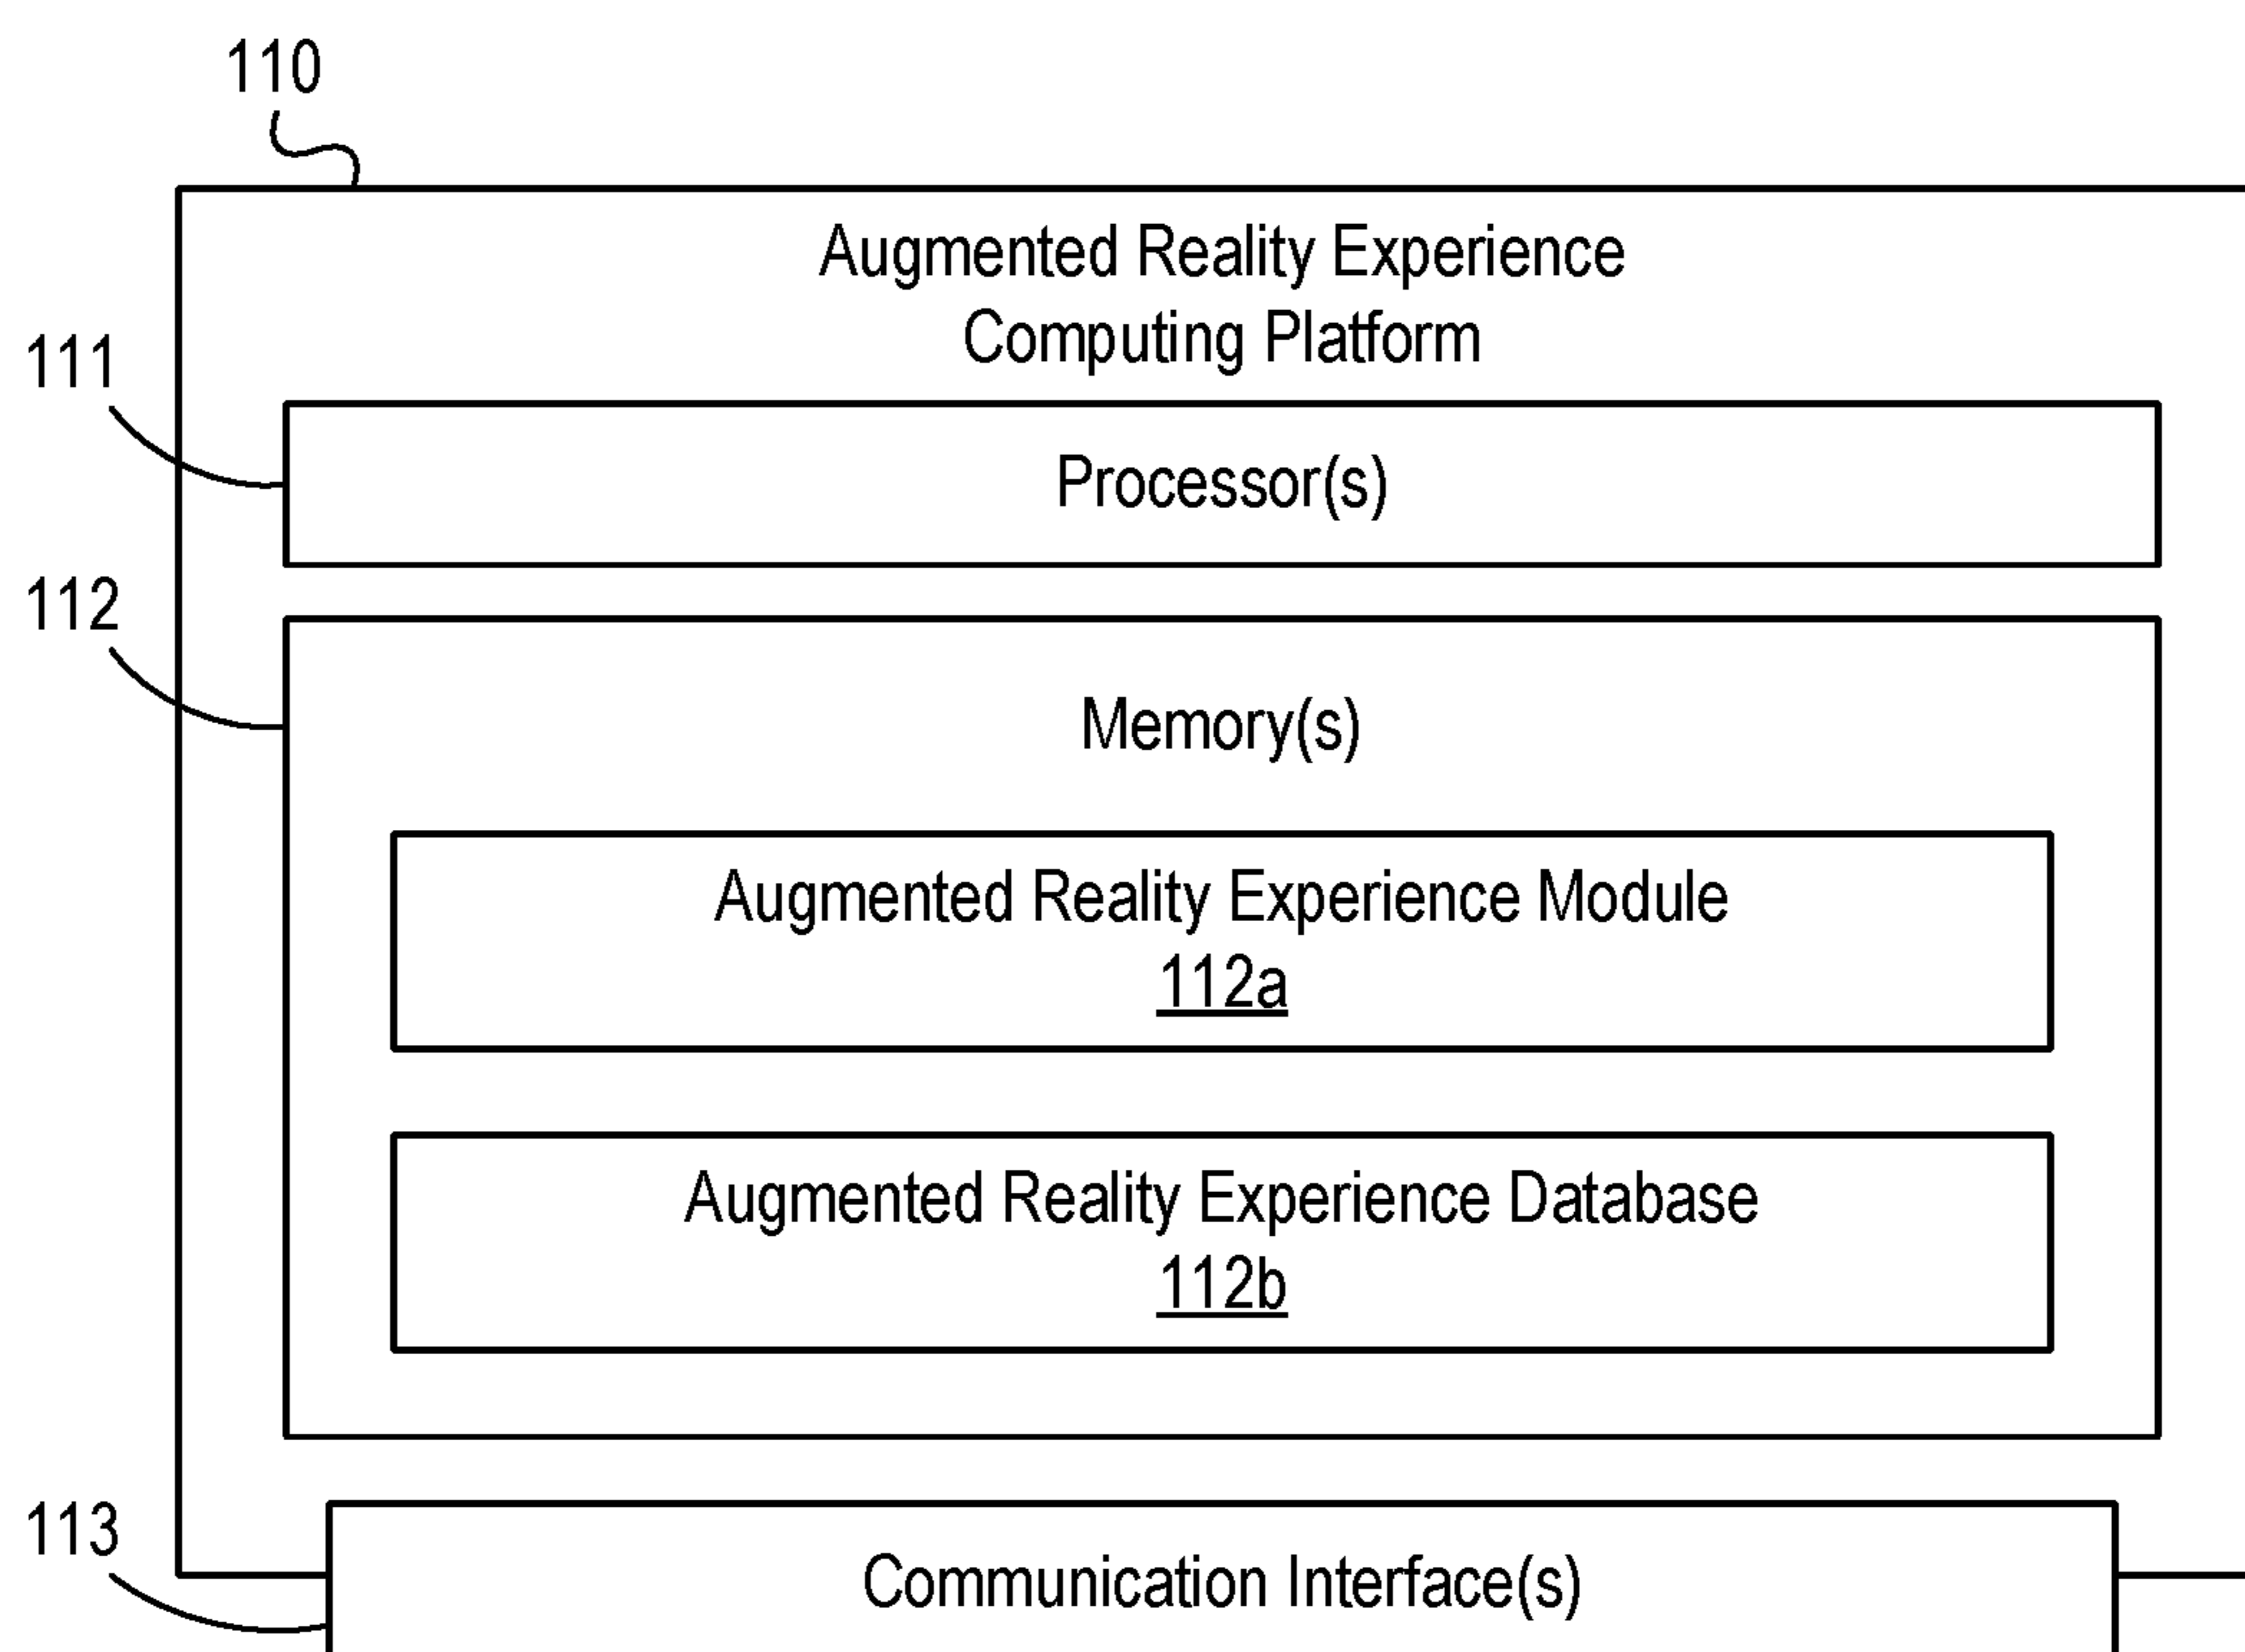 110
Augmented Reality Experience
Computing Platform
111
Processor(s)
112
Memory(s)
Augmented Reality Experience Module
112a
Augmented Reality Experience Database
112b
113
Communication Interface(s)